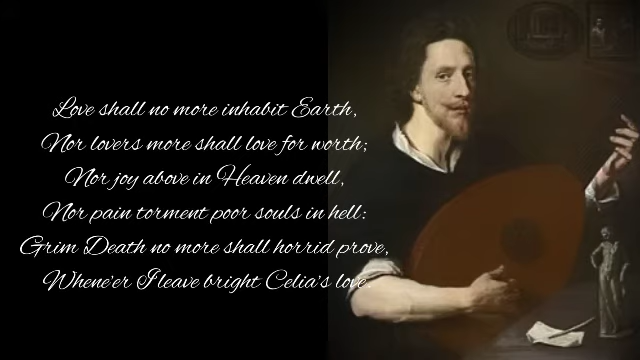 Love shall no more inhabit Earth,
Nor lovers more shall love for worth;
Nor joy above in Heaven dwell,
Nor pain torment poor souls in hell:
Grim Death no more shall horrid prove,
Whene'er I leave bright Celia's love.